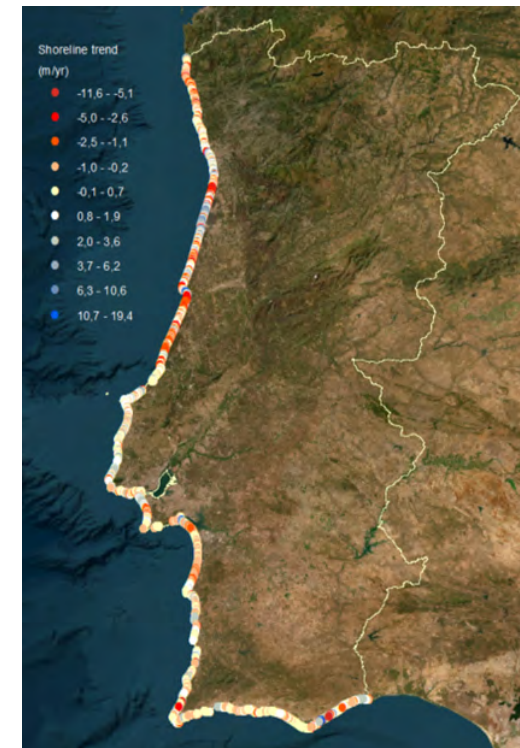 Shoreline trend
(m/yr)
-11,6 - -5,1
-5,0 - -2,6
-2,5 - -1,1
-1,0 - -0,2
-0,1 - 0,7
0,8 - 1,9
2,0 - 3,6
3,7 - 6,2
6,3 - 10,6
10,7 - 19,4